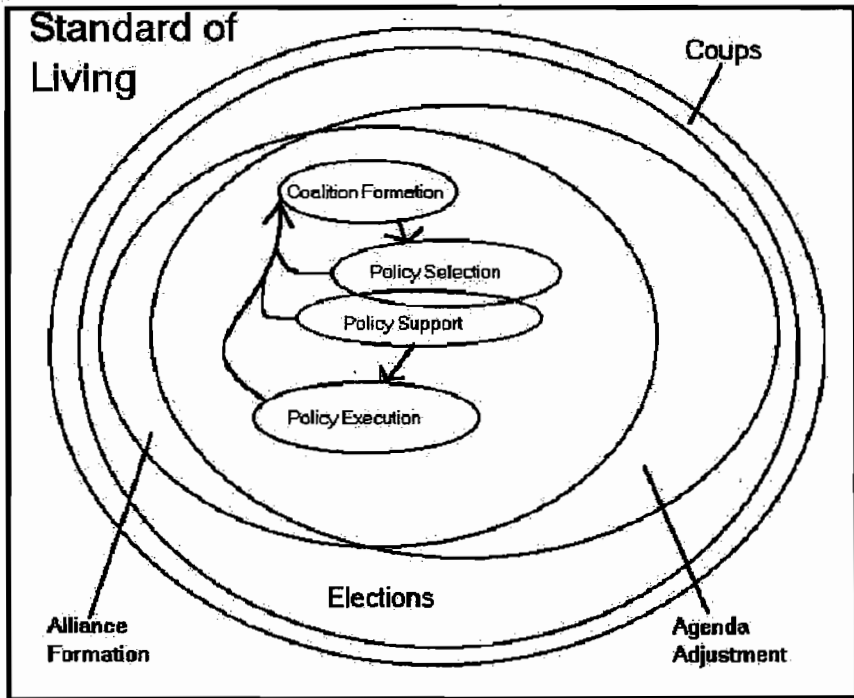 Standard of
Living
Coups
Coalition Formation
Policy Selection
Policy Support
Policy Execution
Elections
Alliance
Formation
Agenda
Adjustment